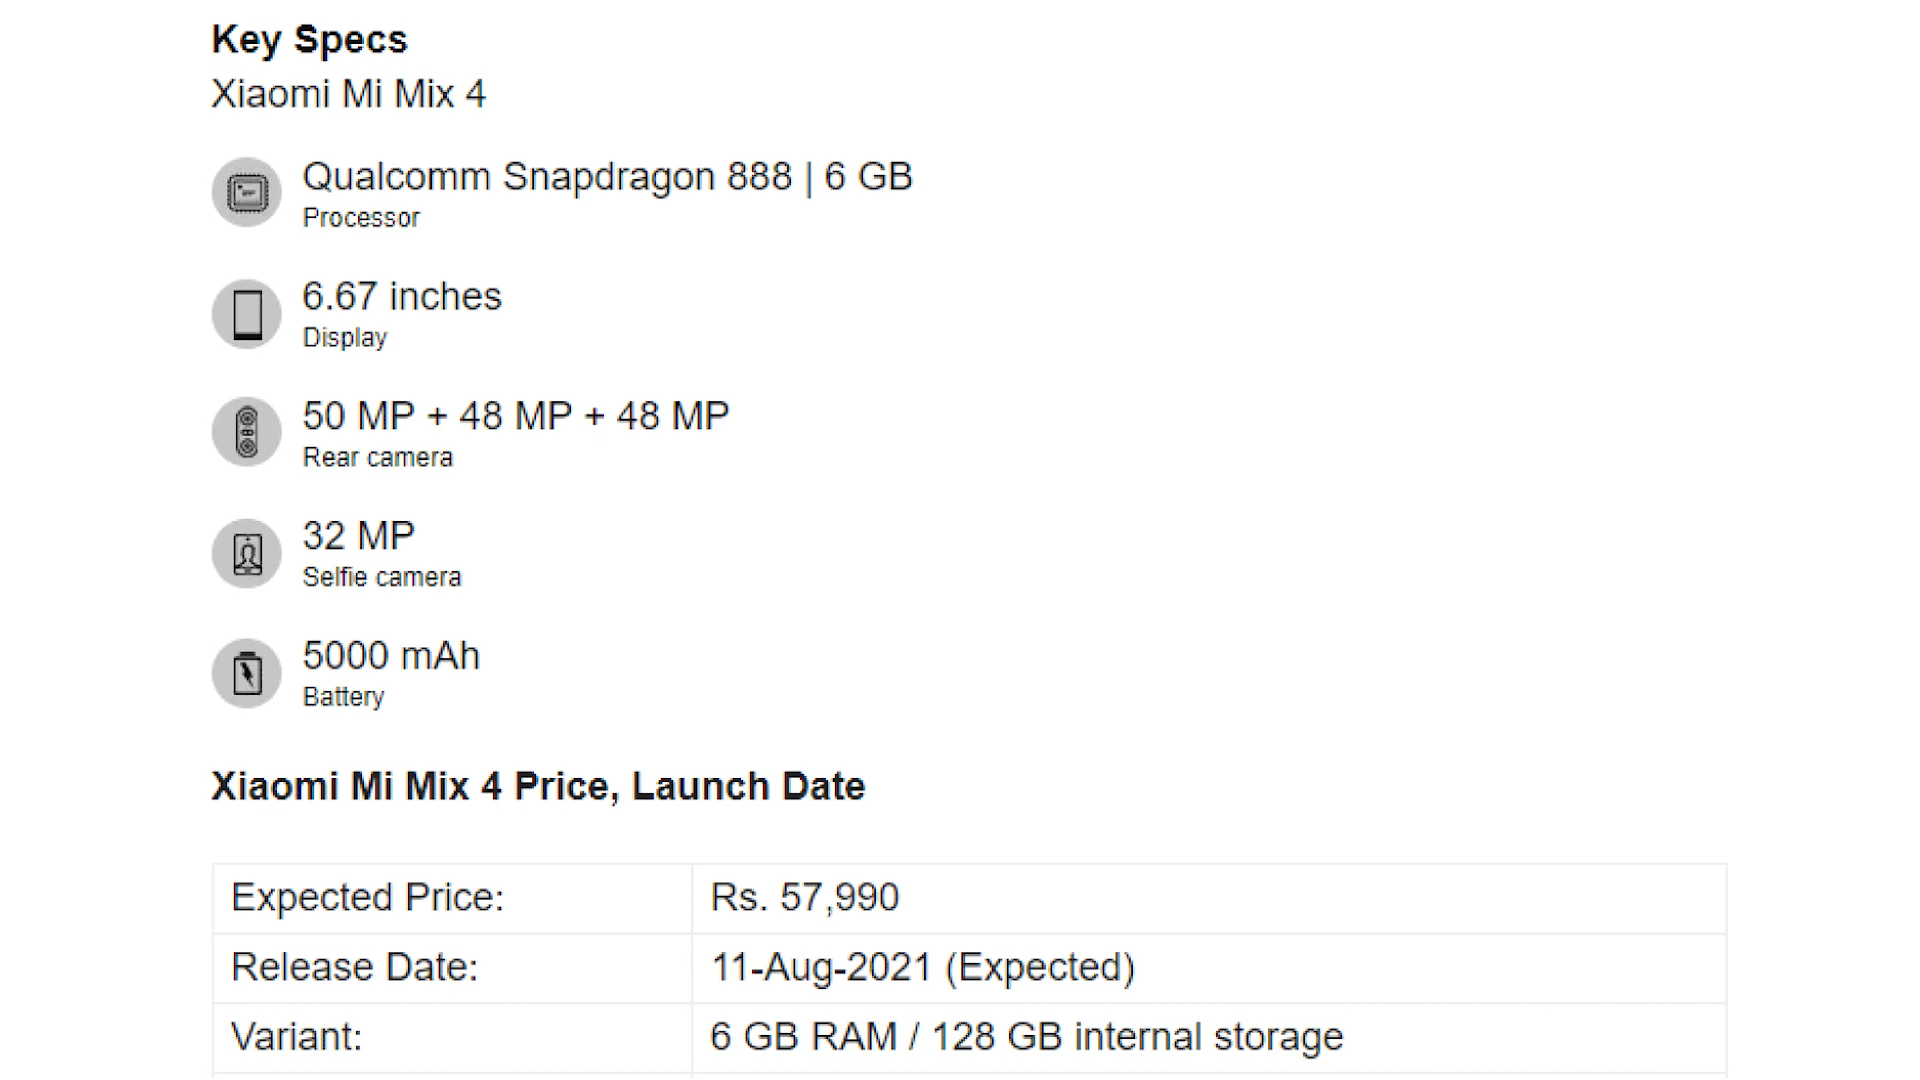 Key Specs
Xiaomi Mi Mix 4
Qualcomm Snapdragon 888 | 6 GB
Processor
6.67 inches
Display
50 MP + 48 MP + 48 MP
Rear camera
32 MP
Selfie camera
5000 mAh
Battery
Xiaomi Mi Mix 4 Price, Launch Date
Expected Price: Rs. 57,990
Release Date: 11-Aug-2021 (Expected)
Variant: 6 GB RAM / 128 GB internal storage